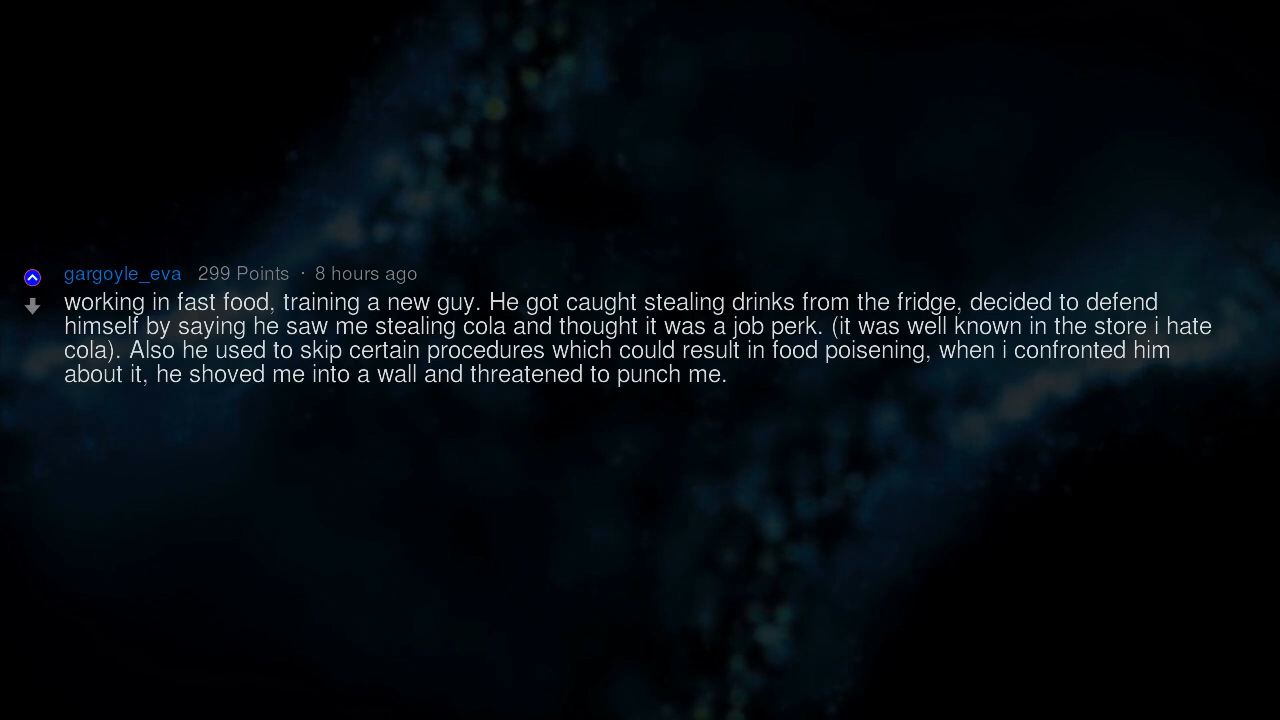 gargoyle_eva 299 Points · 8 hours ago
working in fast food, training a new guy. He got caught stealing drinks from the fridge, decided to defend
himself by saying he saw me stealing cola and thought it was a job perk. (it was well known in the store i hate
cola). Also he used to skip certain procedures which could result in food poisening, when i confronted him
about it, he shoved me into a wall and threatened to punch me.